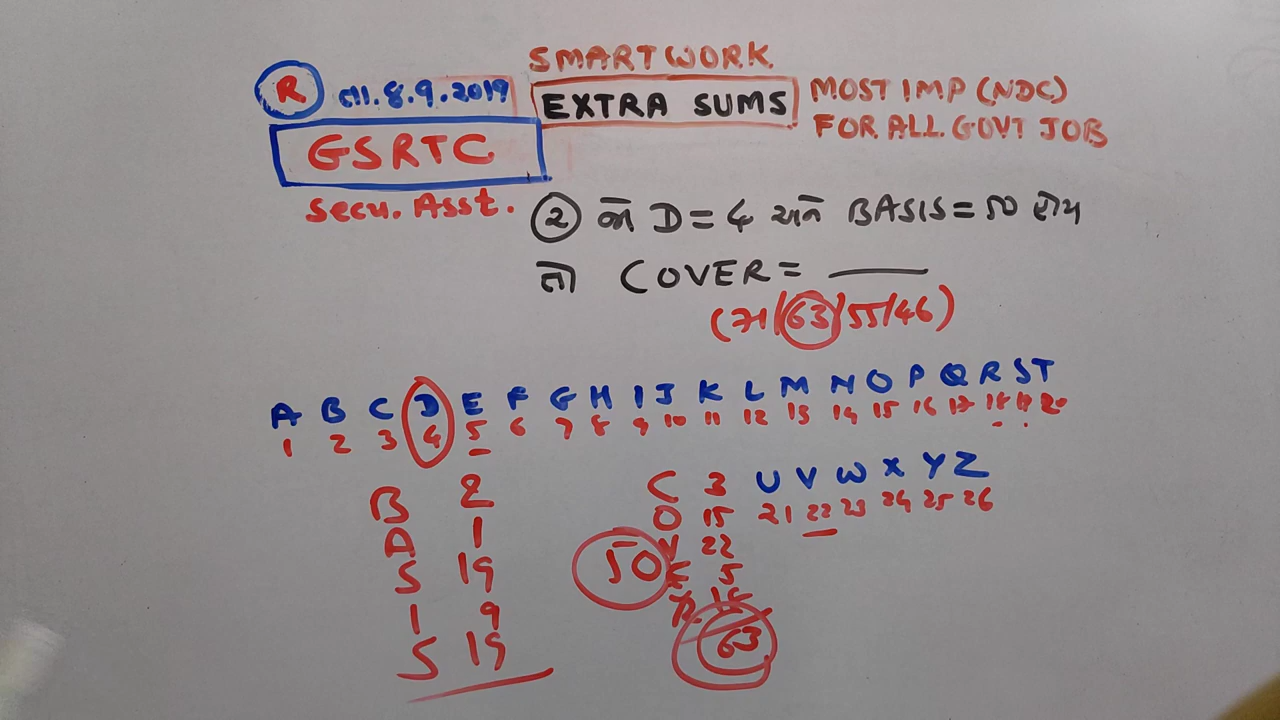 SMART WORK
R તા.8.9.2019 EXTRA SUMS MOST IMP (NDC)
GSRTC FOR ALL GOVT JOB
Secu. Asst.
② જો D=4 અને BASIS=50 હોય
તો COVER= ____
(71/63/55/46)
A B C D E F G H I J K L M N O P Q R S T
1 2 3 4 5 6 7 8 9 10 11 12 13 14 15 16 17 18 19 20
U V W X Y Z
21 22 23 24 25 26
B 2
A 1
S 19
I 9
S 19
50
C 3
O 15
V 22
E 5
R 18
63